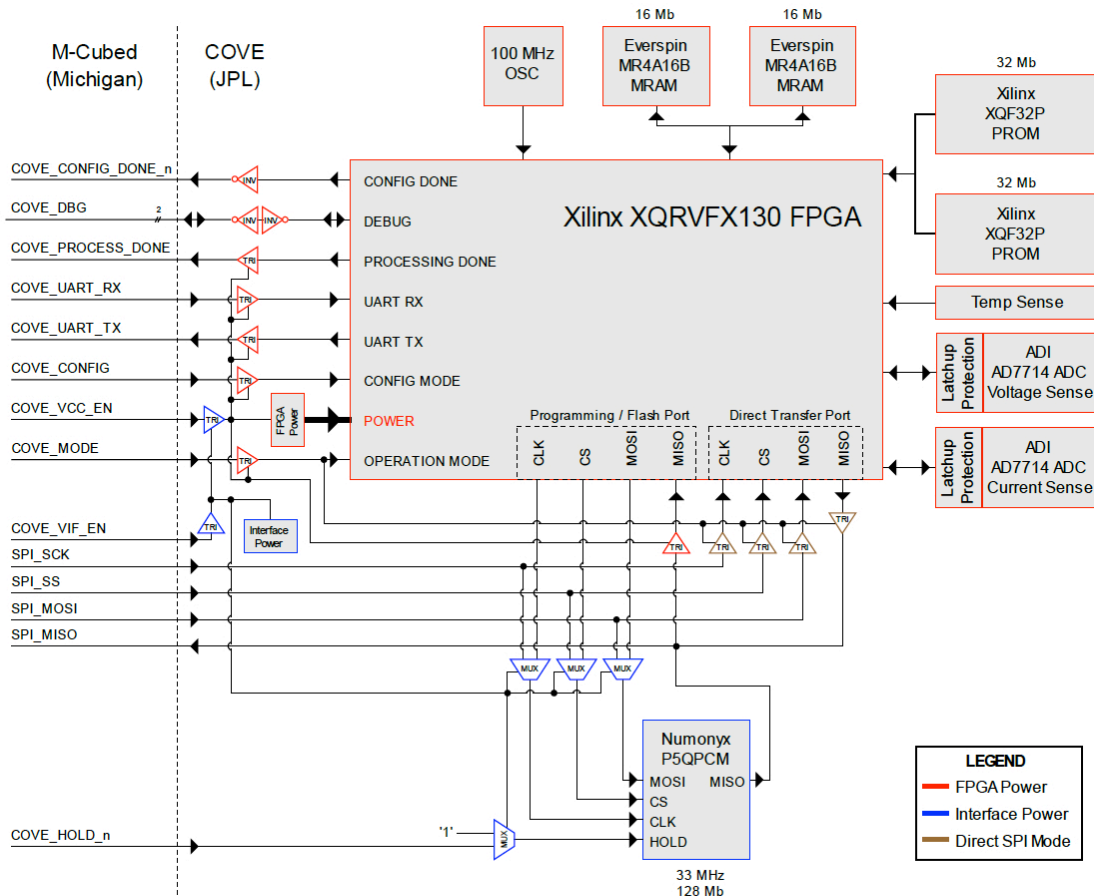 M-Cubed
(Michigan)
COVE
(JPL)
100 MHz
OSC
16 Mb
Everspin
MR4A16B
MRAM
16 Mb
Everspin
MR4A16B
MRAM
32 Mb
Xilinx
XQF32P
PROM
32 Mb
Xilinx
XQF32P
PROM
Temp Sense
Latchup
Protection
ADI
AD7714 ADC
Voltage Sense
Latchup
Protection
ADI
AD7714 ADC
Current Sense
Xilinx XQRVFX130 FPGA
COVE_CONFIG_DONE_n
INV
CONFIG DONE
COVE_DBG
2
INV
INV
DEBUG
COVE_PROCESS_DONE
TRI
PROCESSING DONE
COVE_UART_RX
TRI
UART RX
COVE_UART_TX
TRI
UART TX
COVE_CONFIG
TRI
CONFIG MODE
COVE_VCC_EN
TRI
FPGA
Power
POWER
COVE_MODE
TRI
OPERATION MODE
Programming / Flash Port
CLK
CS
MOSI
MISO
Direct Transfer Port
CLK
CS
MOSI
MISO
COVE_VIF_EN
TRI
Interface
Power
TRI
TRI
TRI
TRI
TRI
SPI_SCK
SPI_SS
SPI_MOSI
SPI_MISO
MUX
MUX
MUX
Numonyx
P5QPCM
MOSI
MISO
CS
CLK
HOLD
33 MHz
128 Mb
COVE_HOLD_n
'1'
MUX
LEGEND
FPGA Power
Interface Power
Direct SPI Mode